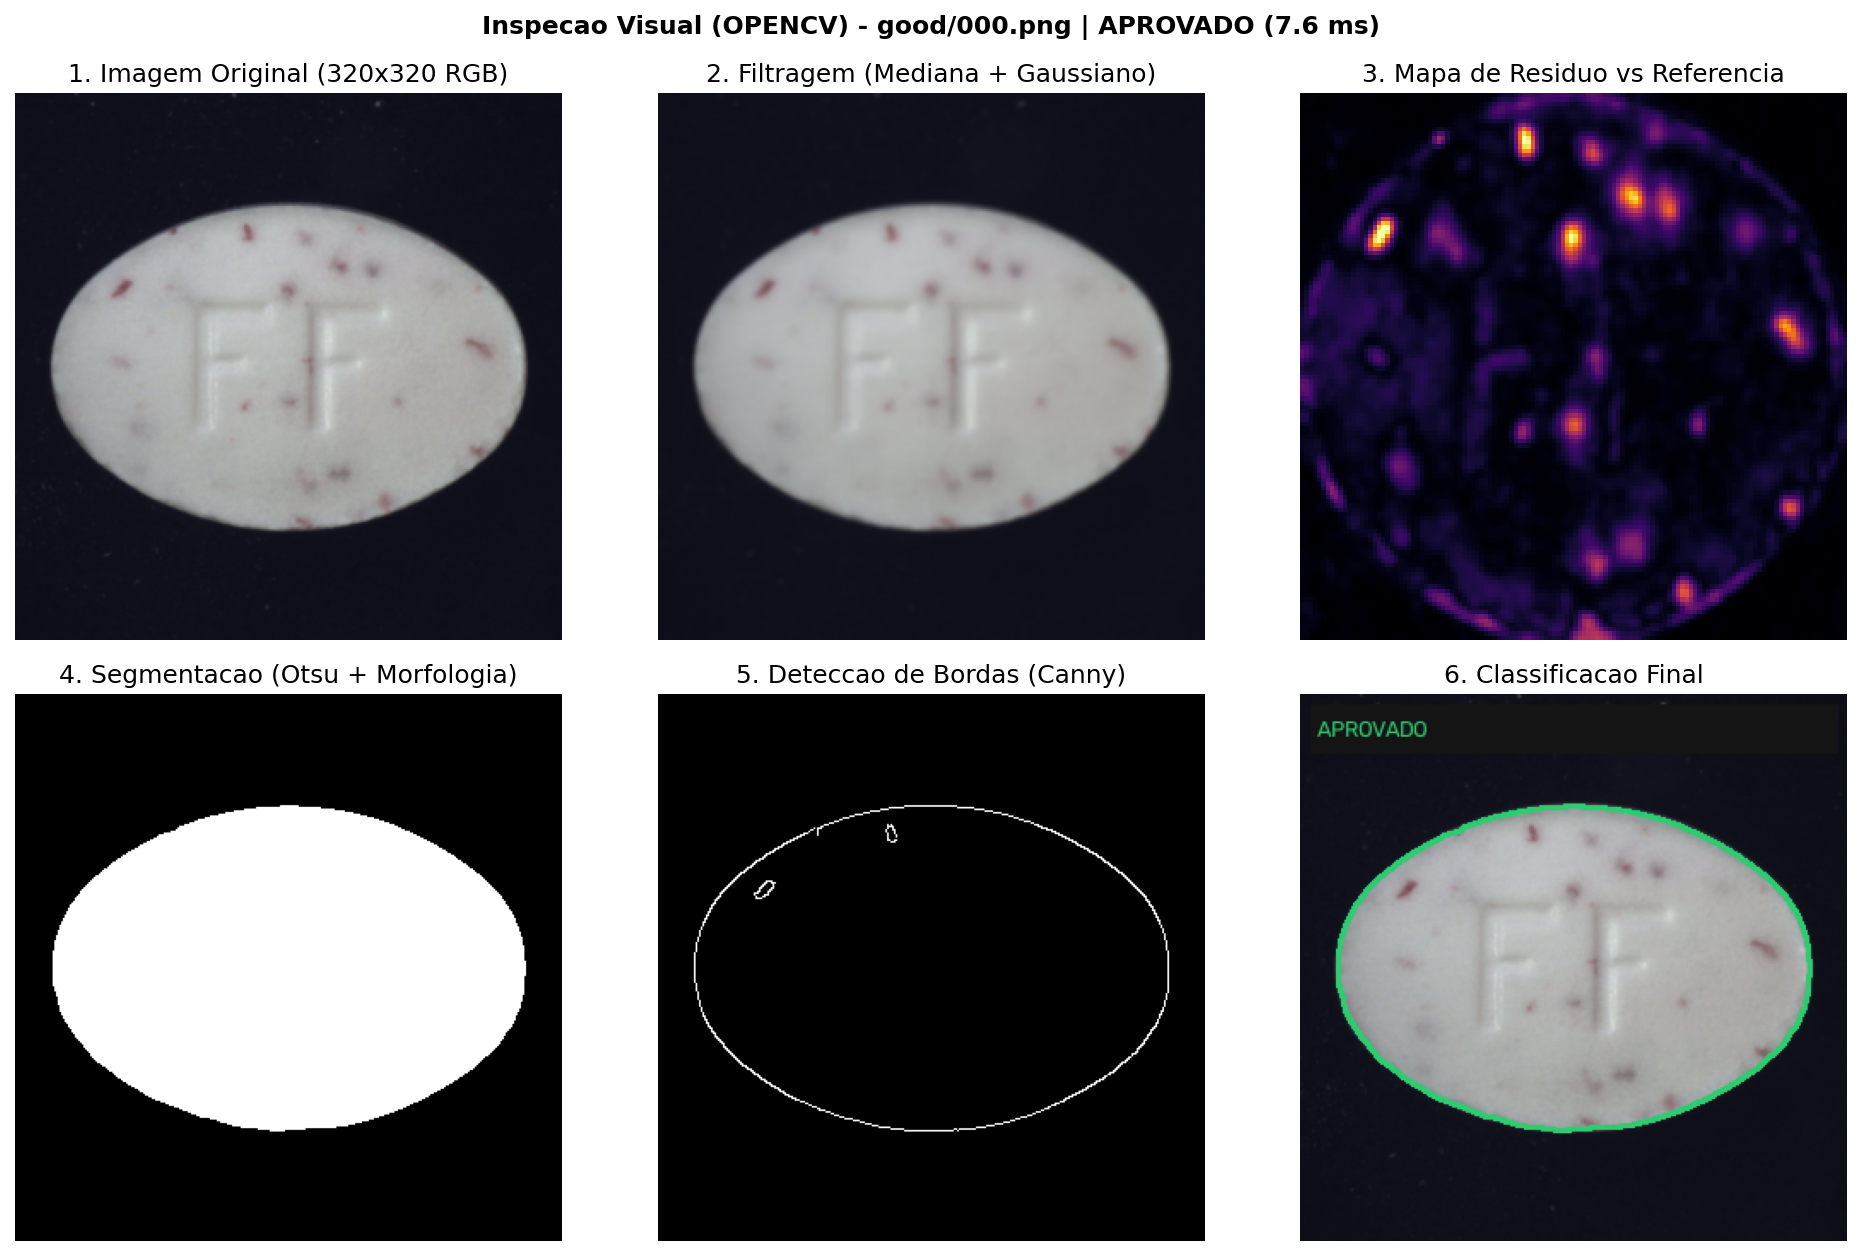 Inspecao Visual (OPENCV) - good/000.png | APROVADO (7.6 ms)
1. Imagem Original (320x320 RGB)
2. Filtragem (Mediana + Gaussiano)
3. Mapa de Residuo vs Referencia
FF
FF
4. Segmentacao (Otsu + Morfologia)
5. Deteccao de Bordas (Canny)
6. Classificacao Final
APROVADO
FF